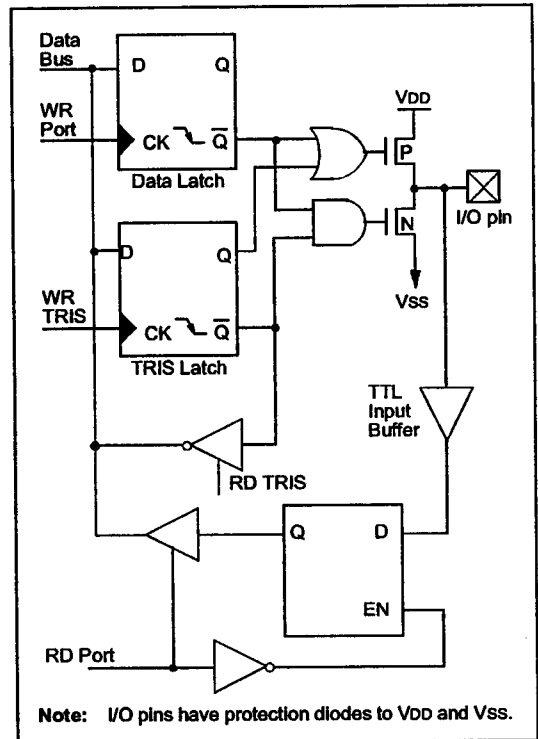 Data
Bus
D
Q
VDD
WR
Port
CK
Q
P
Data Latch
I/O pin
D
Q
N
WR
TRIS
VSS
CK
Q
TRIS Latch
TTL
Input
Buffer
RD TRIS
Q
D
EN
RD Port
Note: I/O pins have protection diodes to VDD and VSS.